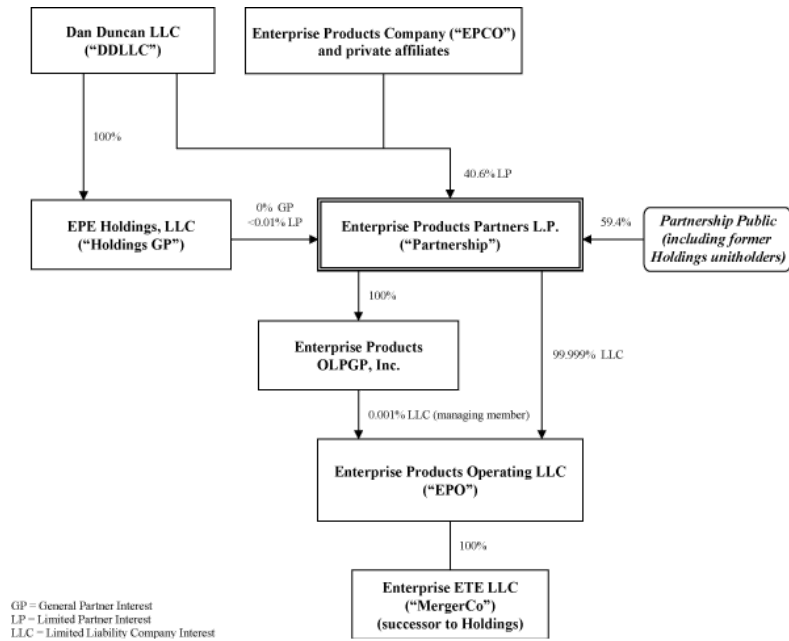 Dan Duncan LLC
(“DDLLC”)
Enterprise Products Company (“EPCO”)
and private affiliates
100%
40.6% LP
EPE Holdings, LLC
(“Holdings GP”)
0% GP
<0.01% LP
Enterprise Products Partners L.P.
(“Partnership”)
59.4%
Partnership Public
(including former
Holdings unitholders)
100%
Enterprise Products
OLPGP, Inc.
99.999% LLC
0.001% LLC (managing member)
Enterprise Products Operating LLC
(“EPO”)
100%
Enterprise ETE LLC
(“MergerCo”)
(successor to Holdings)
GP = General Partner Interest
LP = Limited Partner Interest
LLC = Limited Liability Company Interest